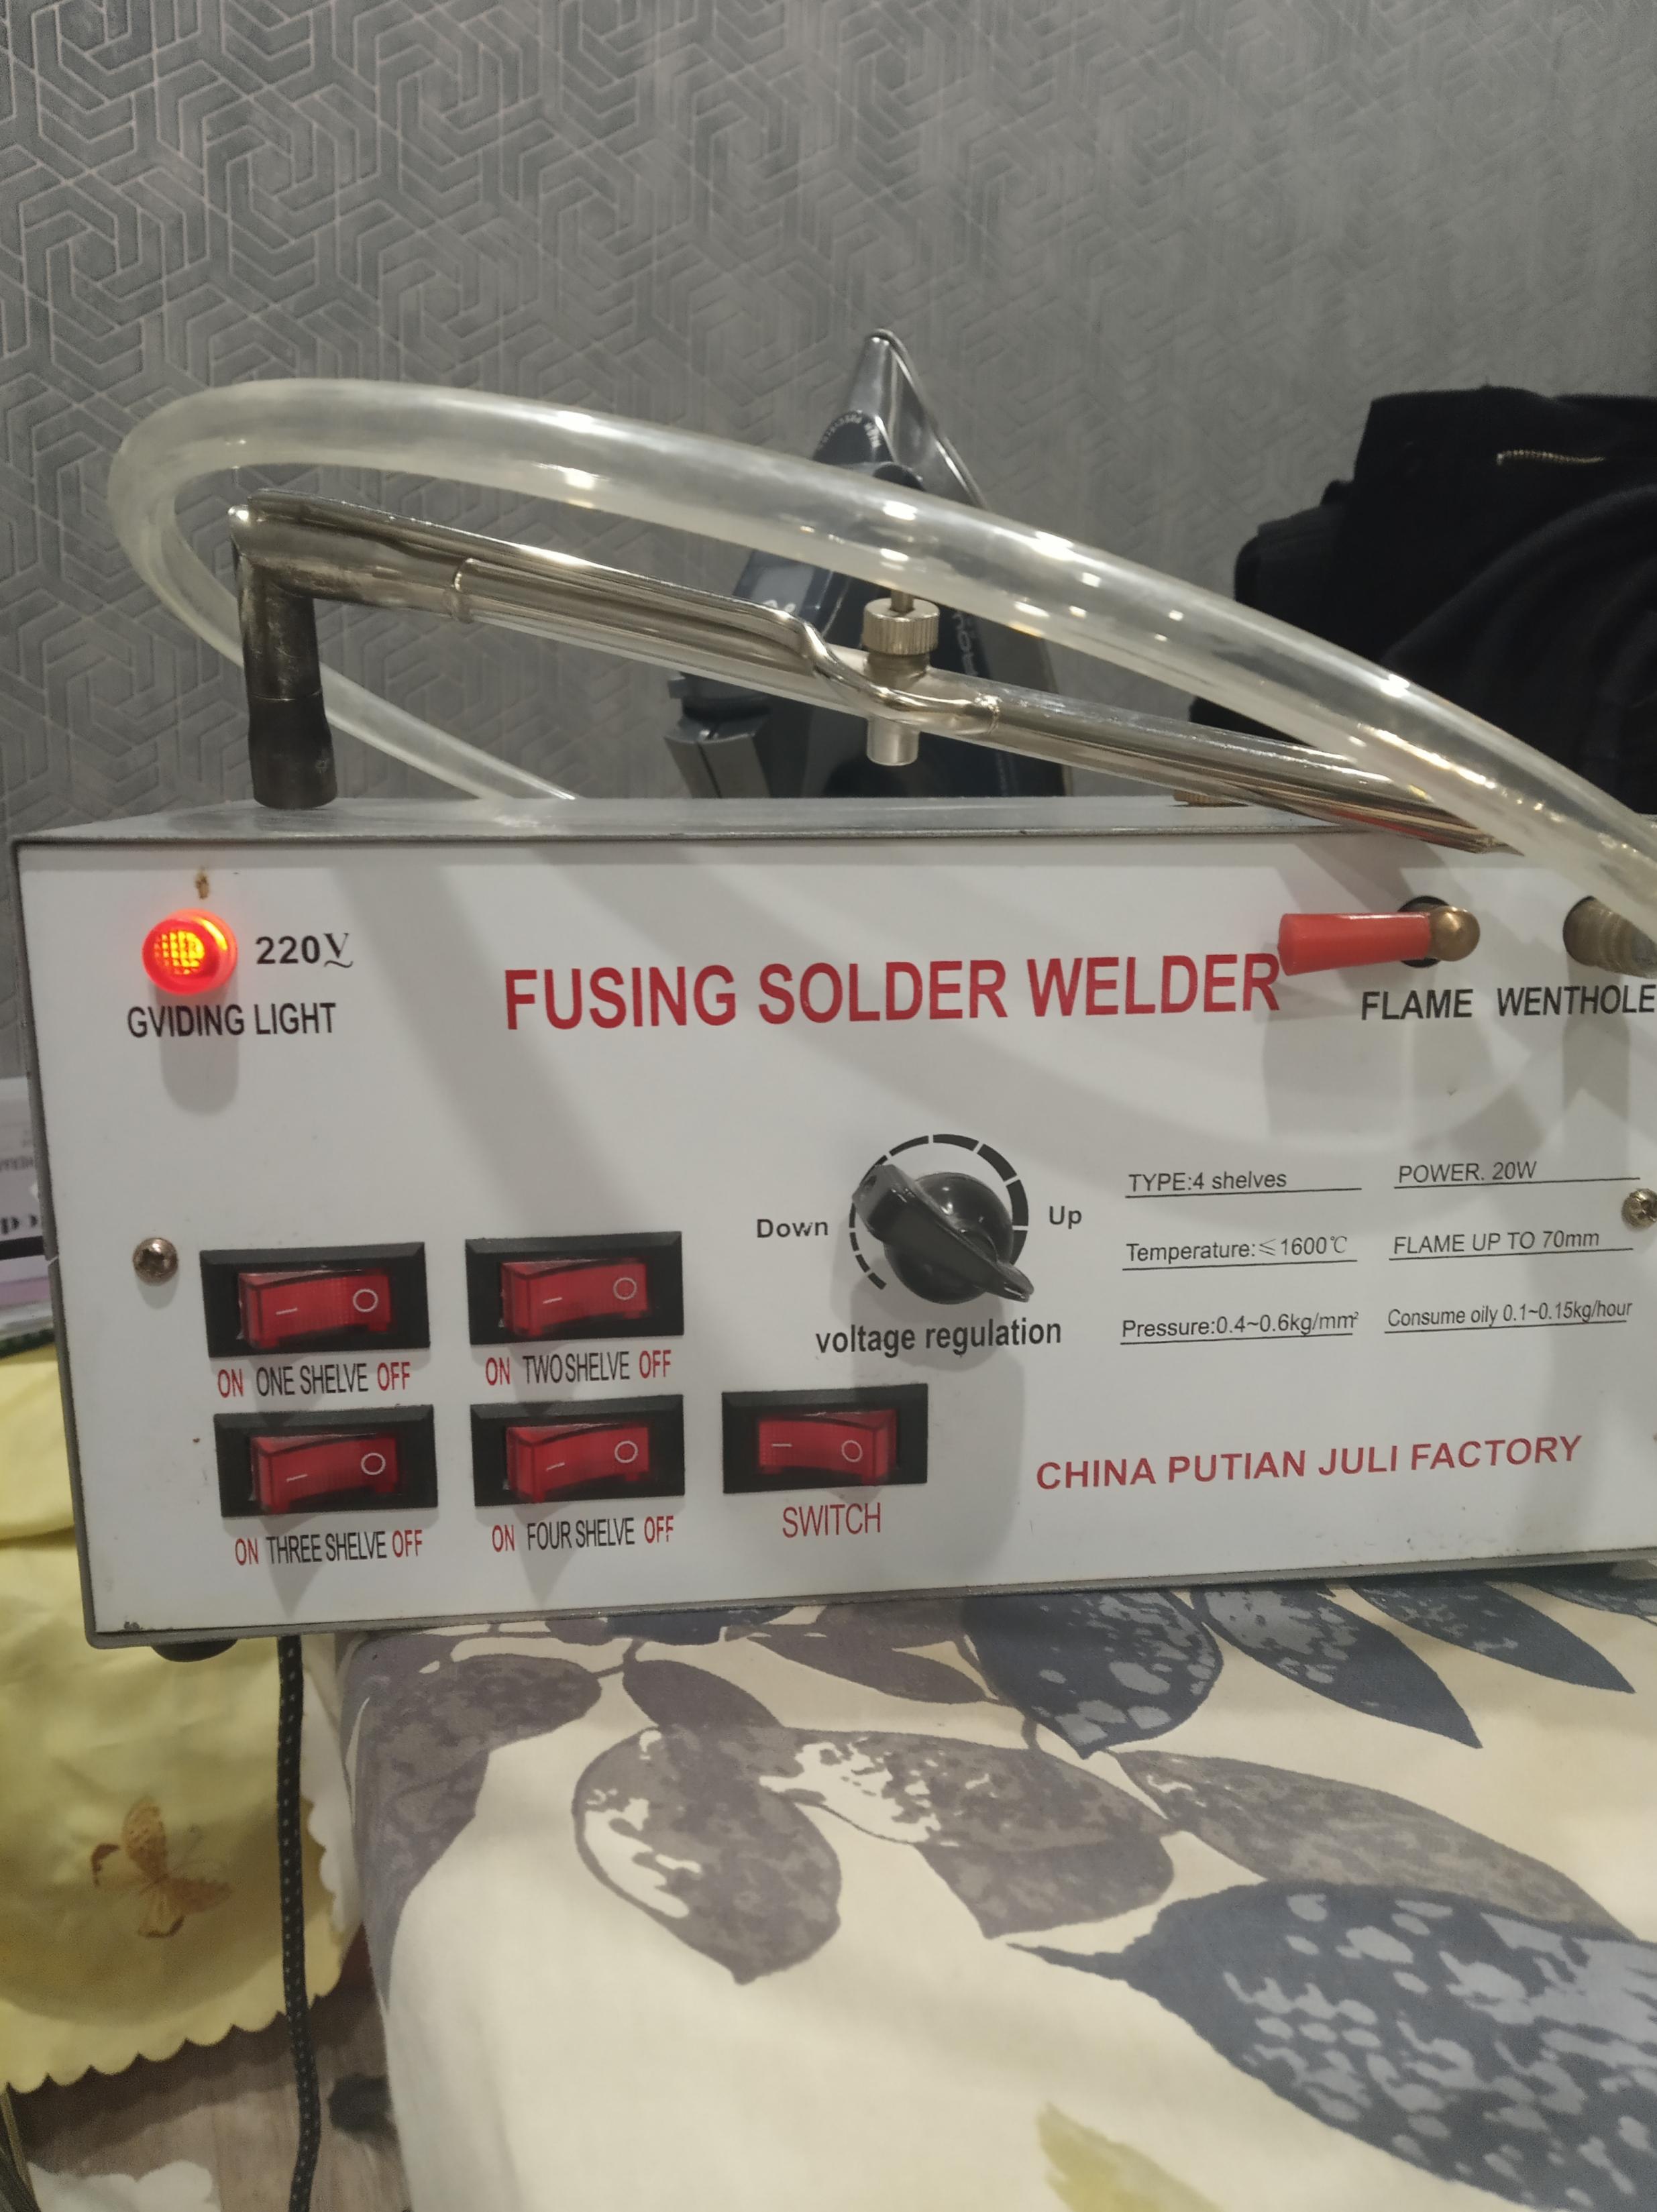 220V
GVIDING LIGHT
FUSING SOLDER WELDER
FLAME WENTHOLE
Down
Up
voltage regulation
TYPE:4 shelves
POWER. 20W
Temperature:≤1600℃
FLAME UP TO 70mm
Pressure:0.4~0.6kg/mm²
Consume oily 0.1~0.15kg/hour
ON ONE SHELVE OFF
ON TWO SHELVE OFF
ON THREE SHELVE OFF
ON FOUR SHELVE OFF
SWITCH
CHINA PUTIAN JULI FACTORY